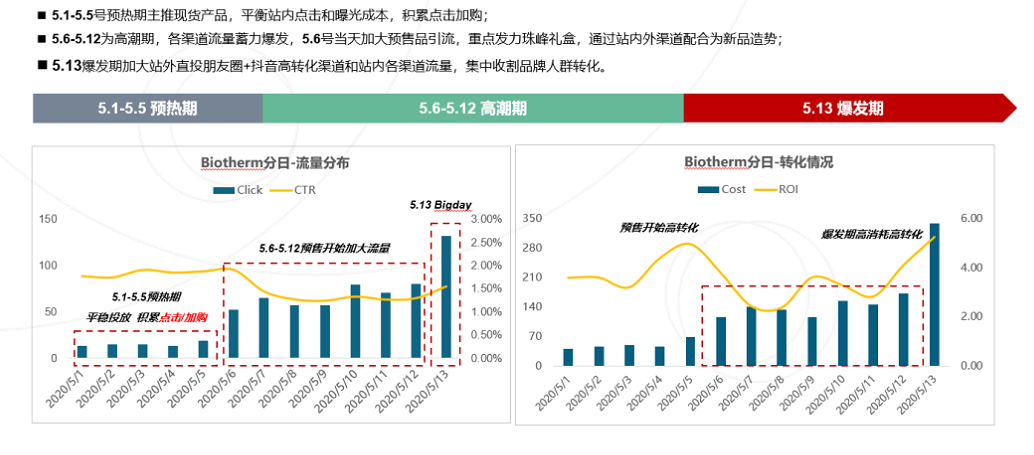 ■ 5.1-5.5号预热期主推现货产品，平衡站内点击和曝光成本，积累点击加购；
■ 5.6-5.12为高潮期，各渠道流量蓄力爆发，5.6号当天加大预售品引流，重点发力珠峰礼盒，通过站内外渠道配合为新品造势；
■ 5.13爆发期加大站外直投朋友圈+抖音高转化渠道和站内各渠道流量，集中收割品牌人群转化。
5.1-5.5 预热期
5.6-5.12 高潮期
5.13 爆发期
Biotherm分日-流量分布
Click CTR
5.13 Bigday
5.6-5.12预售开始加大流量
5.1-5.5预热期
平稳投放 积累点击/加购
150
100
50
0
3.00%
2.50%
2.00%
1.50%
1.00%
0.50%
0.00%
2020/5/1
2020/5/2
2020/5/3
2020/5/4
2020/5/5
2020/5/6
2020/5/7
2020/5/8
2020/5/9
2020/5/10
2020/5/11
2020/5/12
2020/5/13
Biotherm分日-转化情况
Cost ROI
预售开始高转化
爆发期高消耗高转化
350
280
210
140
70
0
6.00
4.00
2.00
0.00
2020/5/1
2020/5/2
2020/5/3
2020/5/4
2020/5/5
2020/5/6
2020/5/7
2020/5/8
2020/5/9
2020/5/10
2020/5/11
2020/5/12
2020/5/13